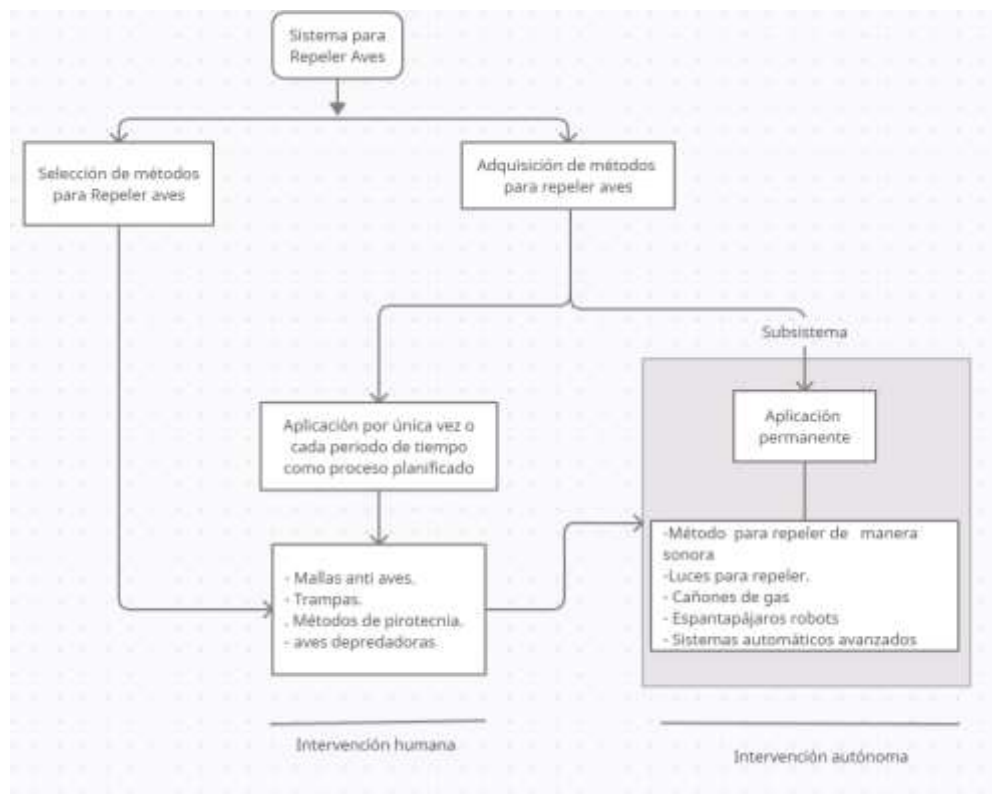 Sistema para
Repeler Aves
Selección de métodos
para Repeler aves
Adquisición de métodos
para repeler aves
Subsistema
Aplicación por única vez o
cada periodo de tiempo
como proceso planificado
Aplicación
permanente
- Mallas anti aves.
- Trampas.
. Métodos de pirotecnia.
- aves depredadoras
-Método para repeler de manera
sonora
-Luces para repeler.
- Cañones de gas
- Espantapájaros robots
- Sistemas automáticos avanzados
Intervención humana
Intervención autónoma